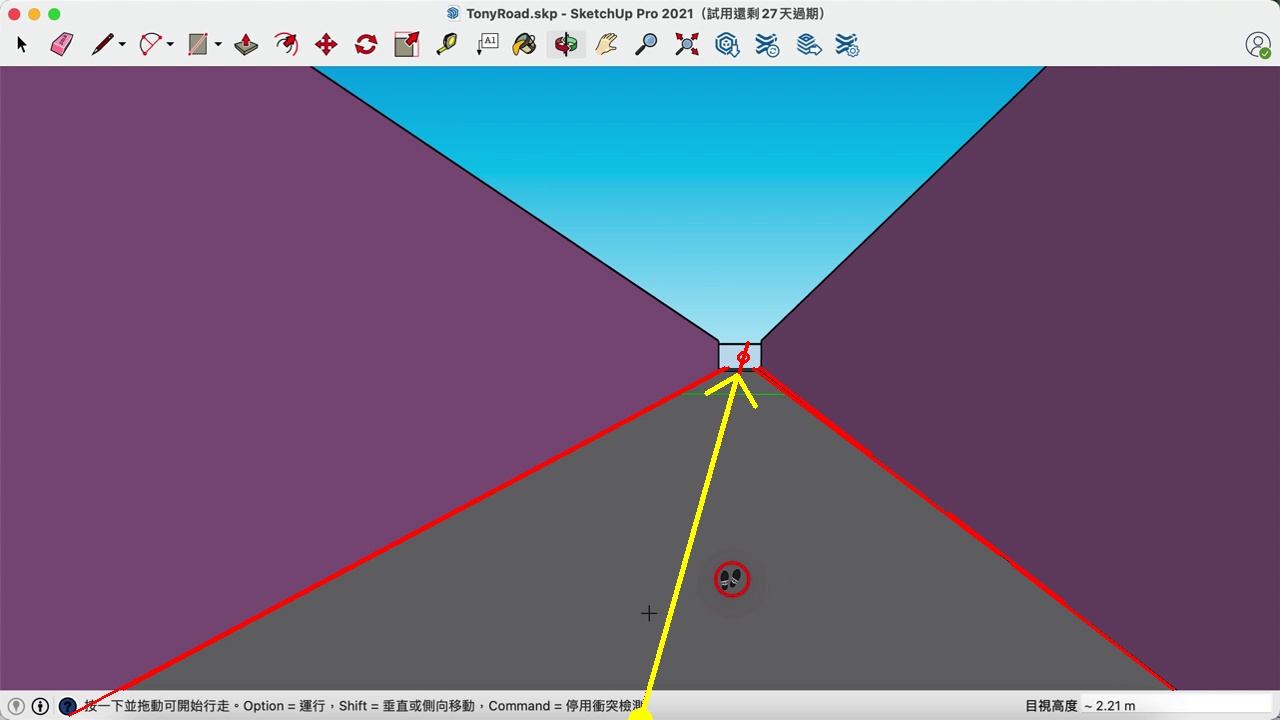 TonyRoad.skp - SketchUp Pro 2021（試用還剩27天過期）
A1
按一下並拖動可開始行走。Option = 運行，Shift = 垂直或側向移動，Command = 停用衝突檢測
目視高度 ~ 2.21 m